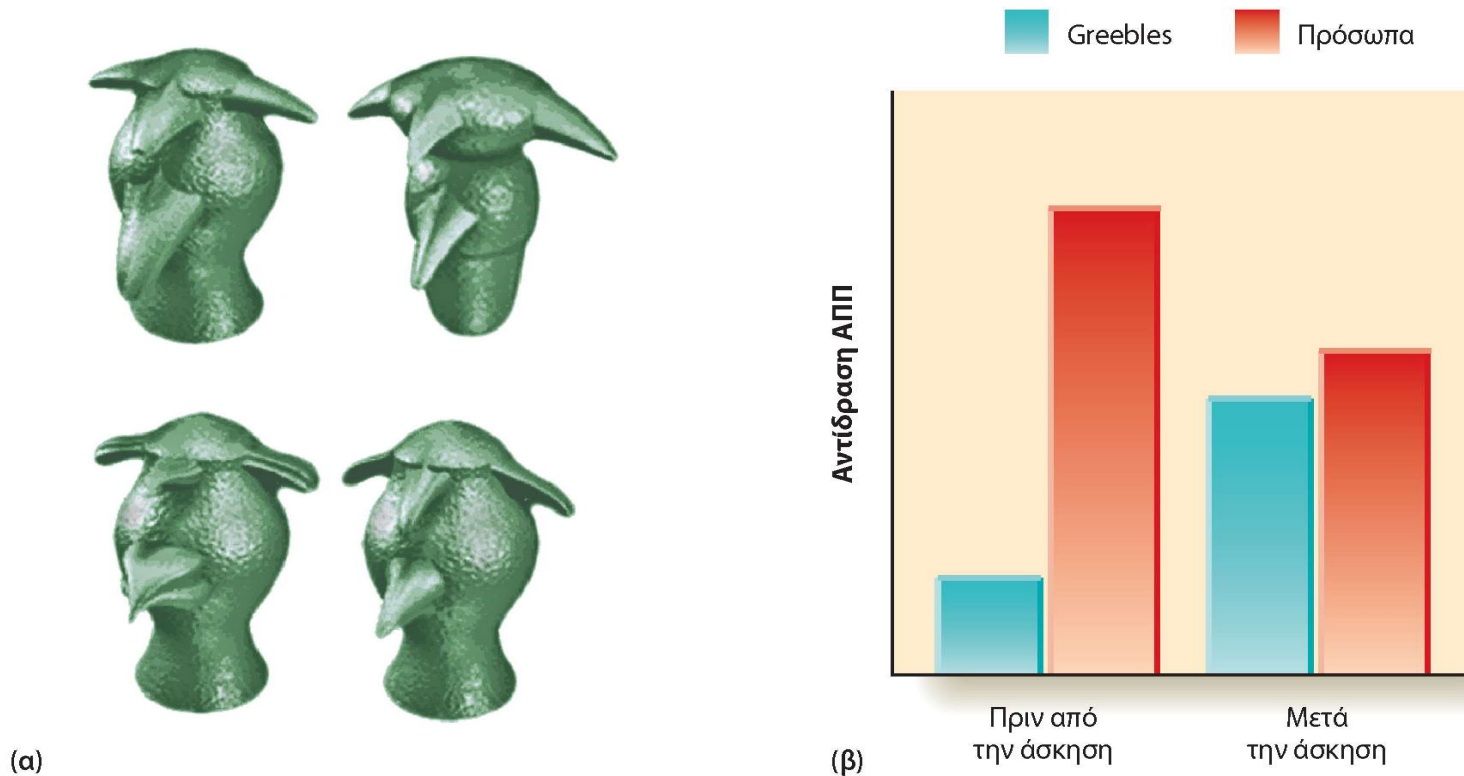 Greebles
Πρόσωπα
Αντίδραση ΑΠΠ
Πριν από
την άσκηση
Μετά
την άσκηση
(α)
(β)